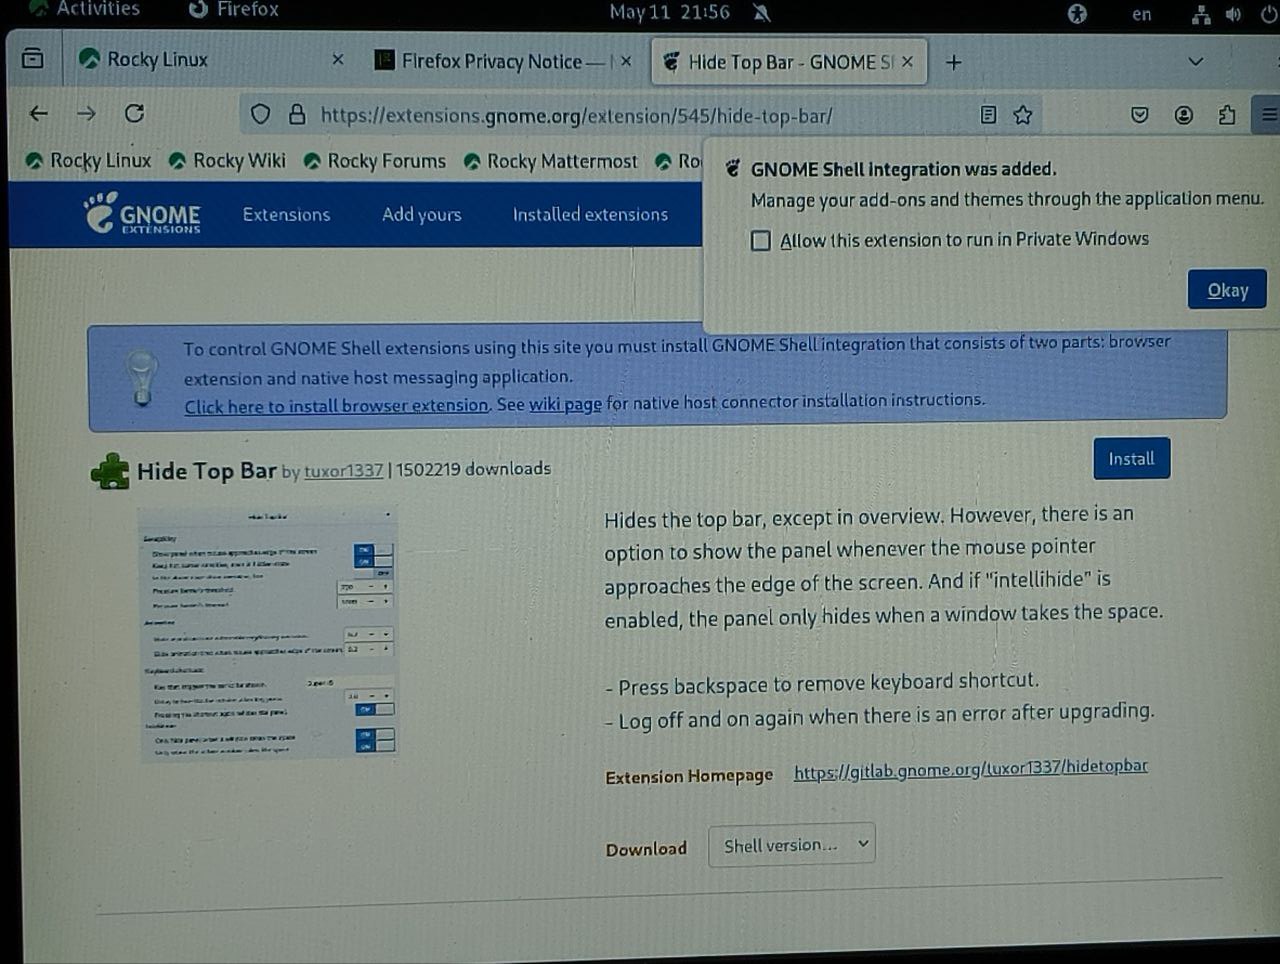 Activities Firefox May 11 21:56 en
Rocky Linux × Firefox Privacy Notice — × Hide Top Bar - GNOME S × +
https://extensions.gnome.org/extension/545/hide-top-bar/
Rocky Linux Rocky Wiki Rocky Forums Rocky Mattermost Ro
GNOME Shell integration was added.
Manage your add-ons and themes through the application menu.
Allow this extension to run in Private Windows
Okay
GNOME
EXTENSIONS
Extensions Add yours Installed extensions
To control GNOME Shell extensions using this site you must install GNOME Shell integration that consists of two parts: browser
extension and native host messaging application.
Click here to install browser extension. See wiki page for native host connector installation instructions.
Hide Top Bar by tuxor1337 | 1502219 downloads
Install
Hides the top bar, except in overview. However, there is an
option to show the panel whenever the mouse pointer
approaches the edge of the screen. And if "intellihide" is
enabled, the panel only hides when a window takes the space.
- Press backspace to remove keyboard shortcut.
- Log off and on again when there is an error after upgrading.
Extension Homepage https://gitlab.gnome.org/tuxor1337/hidetopbar
Download Shell version...